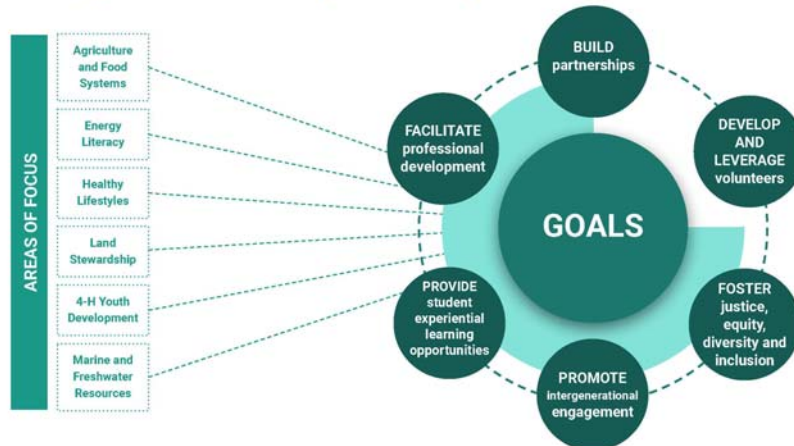 AREAS OF FOCUS
Agriculture
and Food
Systems
Energy
Literacy
Healthy
Lifestyles
Land
Stewardship
4-H Youth
Development
Marine and
Freshwater
Resources
GOALS
BUILD
partnerships
DEVELOP
AND
LEVERAGE
volunteers
FOSTER
justice,
equity,
diversity and
inclusion
PROMOTE
intergenerational
engagement
PROVIDE
student
experiential
learning
opportunities
FACILITATE
professional
development